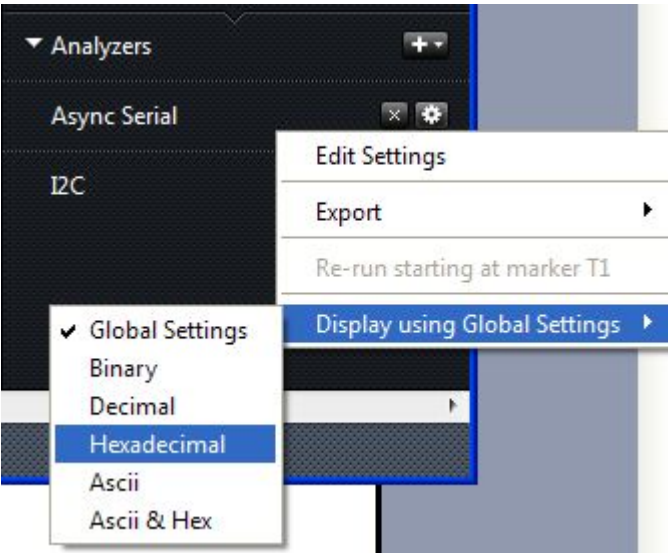 Analyzers
Async Serial
I2C
Edit Settings
Export
Re-run starting at marker T1
Display using Global Settings
Global Settings
Binary
Decimal
Hexadecimal
Ascii
Ascii & Hex